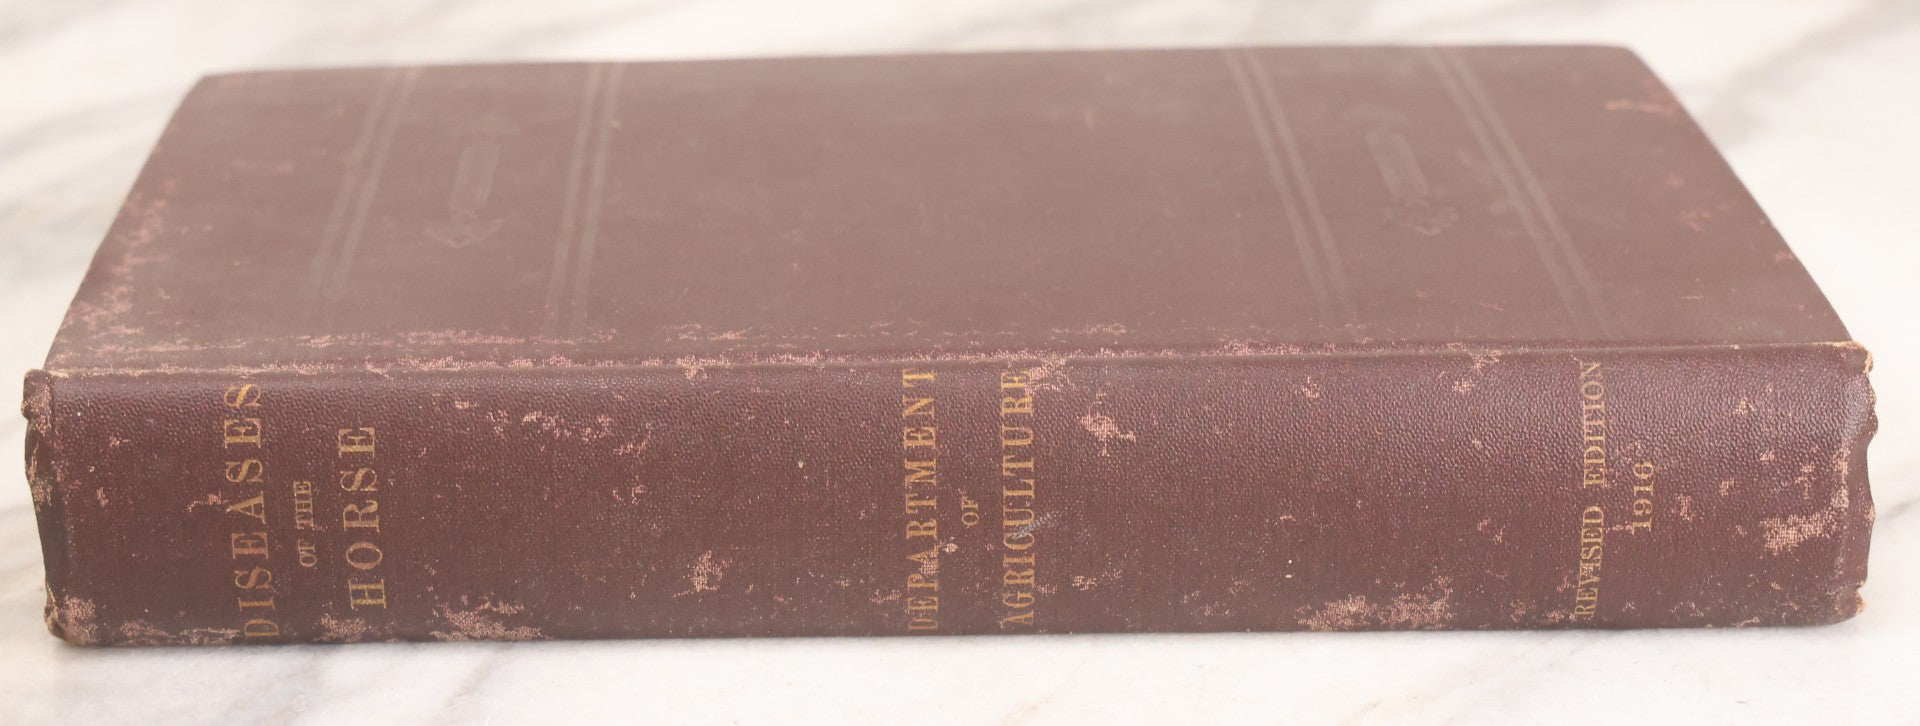 DISEASES
OF THE
HORSE
DEPARTMENT
OF
AGRICULTURE
REVISED EDITION
1916